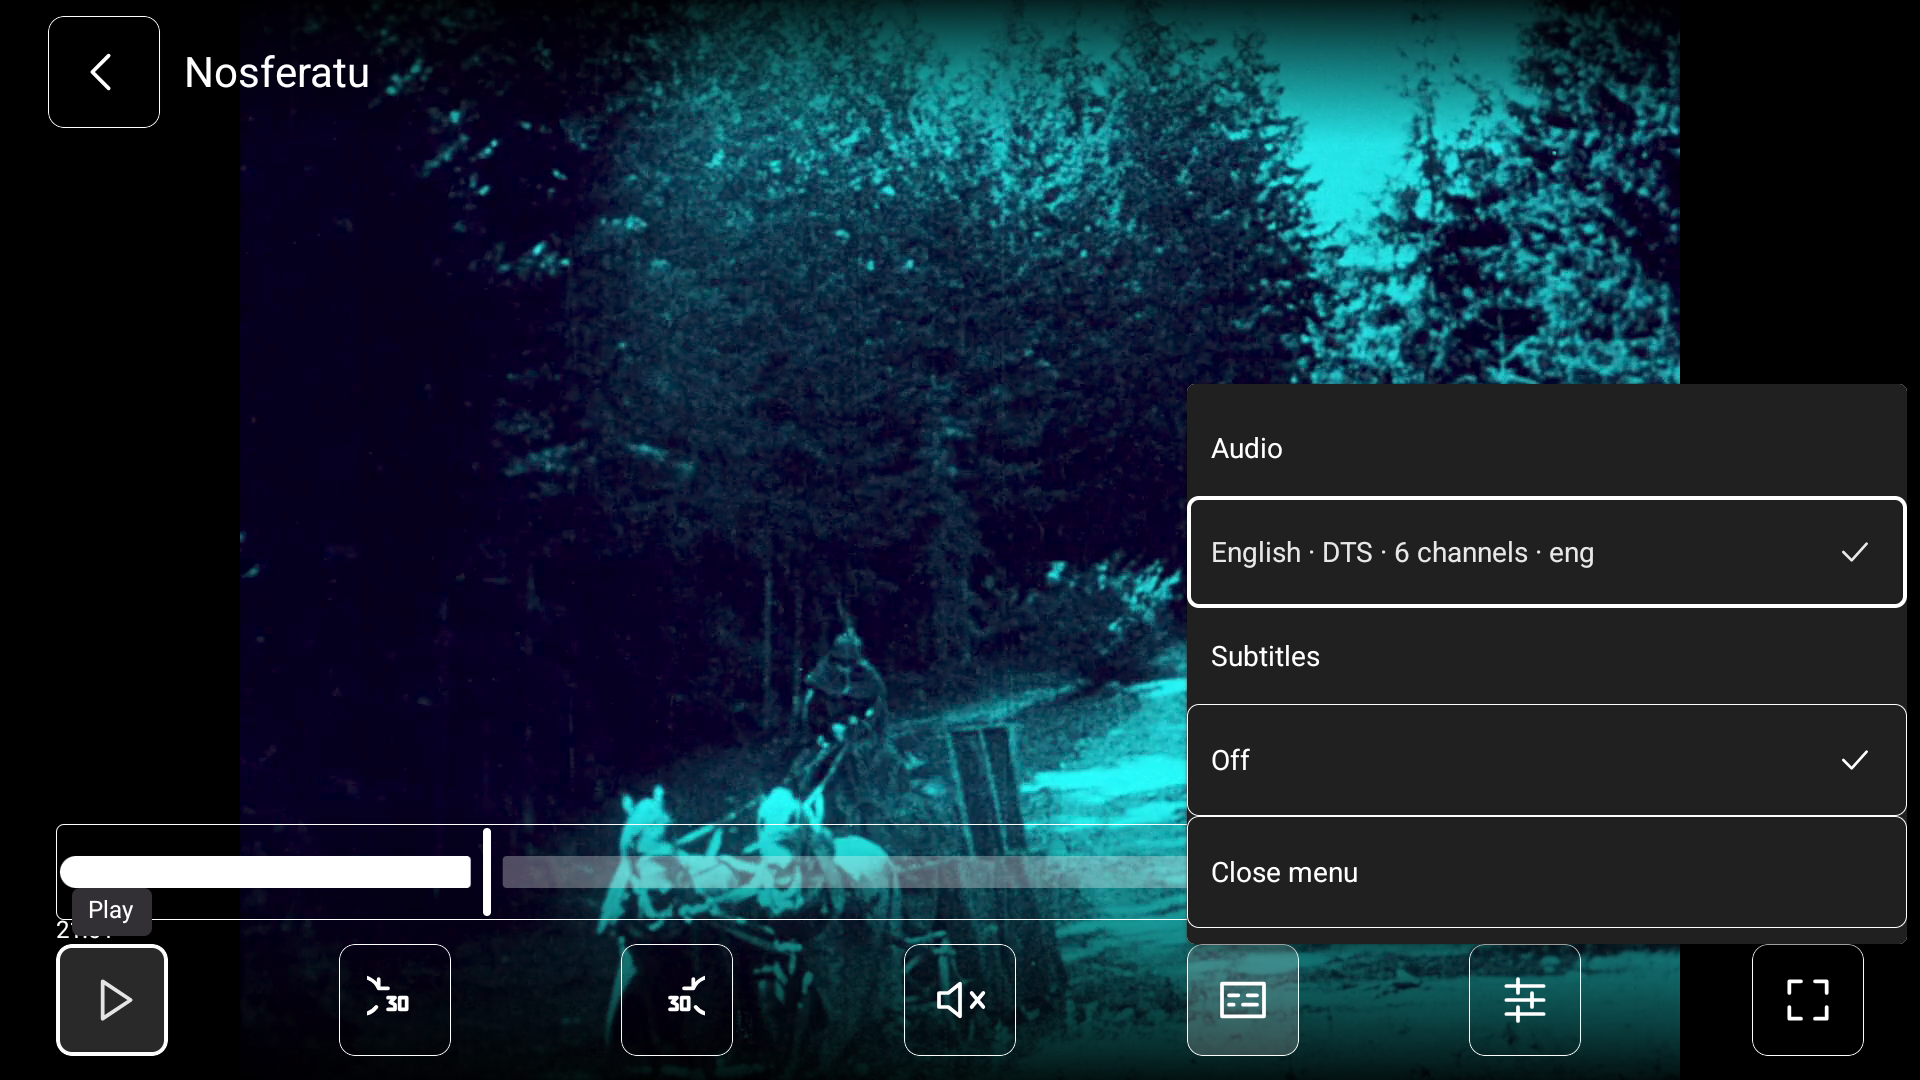 Nosferatu
Audio
English · DTS · 6 channels · eng
Subtitles
Off
Close menu
Play
30
30